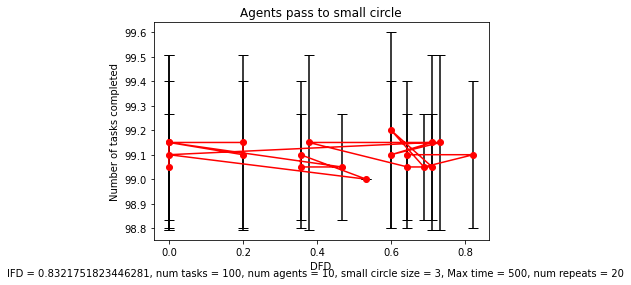 Agents pass to small circle
Number of tasks completed
99.6
99.5
99.4
99.3
99.2
99.1
99.0
98.9
98.8
0.0 0.2 0.4 0.6 0.8
DFD
IFD = 0.8321751823446281, num tasks = 100, num agents = 10, small circle size = 3, Max time = 500, num repeats = 20